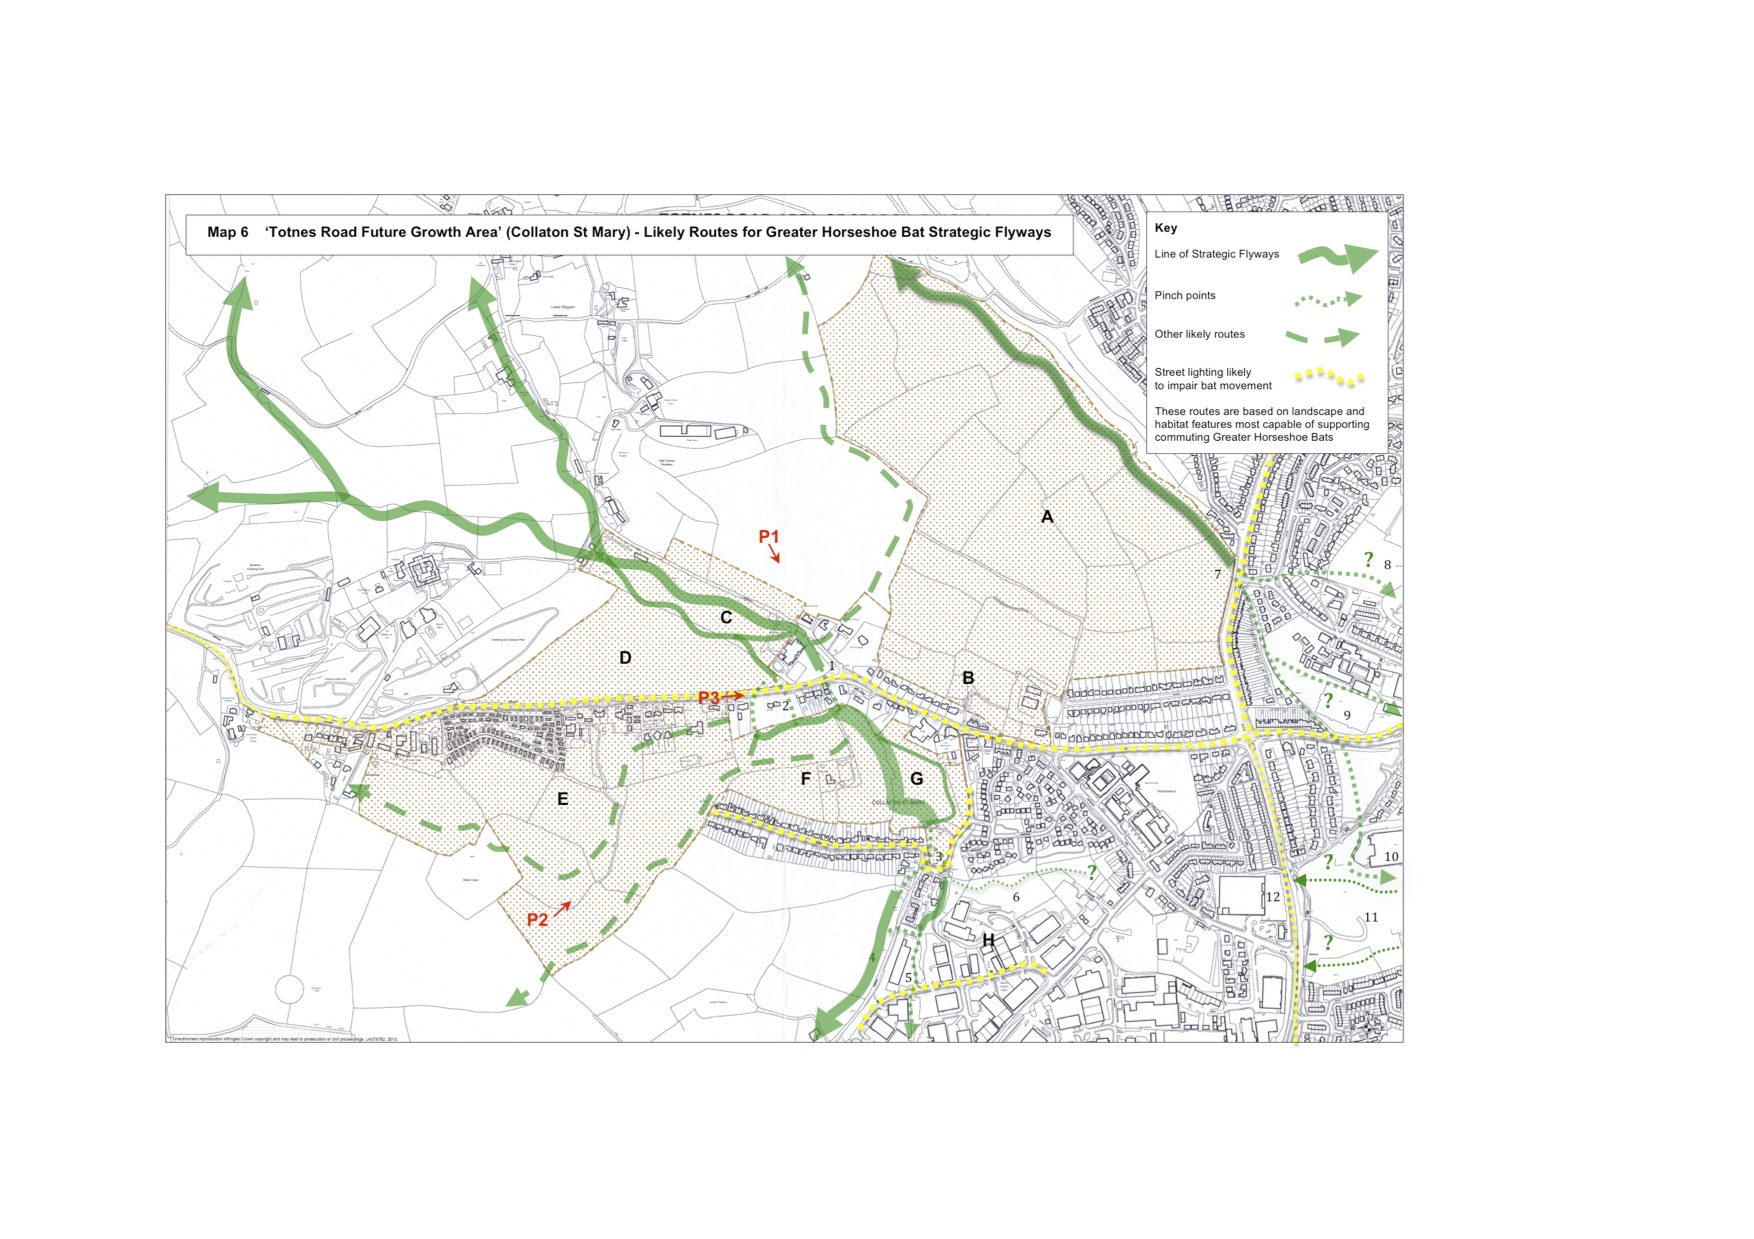 Map 6 ‘Totnes Road Future Growth Area’ (Collaton St Mary) - Likely Routes for Greater Horseshoe Bat Strategic Flyways
Key
Line of Strategic Flyways
Pinch points
Other likely routes
Street lighting likely
to impair bat movement
These routes are based on landscape and
habitat features most capable of supporting
commuting Greater Horseshoe Bats
A
P1
?
8
7
C
D
1
B
P3
2
?
9
F
G
E
COLLATON ST MARY
3
?
?
10
6
12
P2
11
H
?
4
5